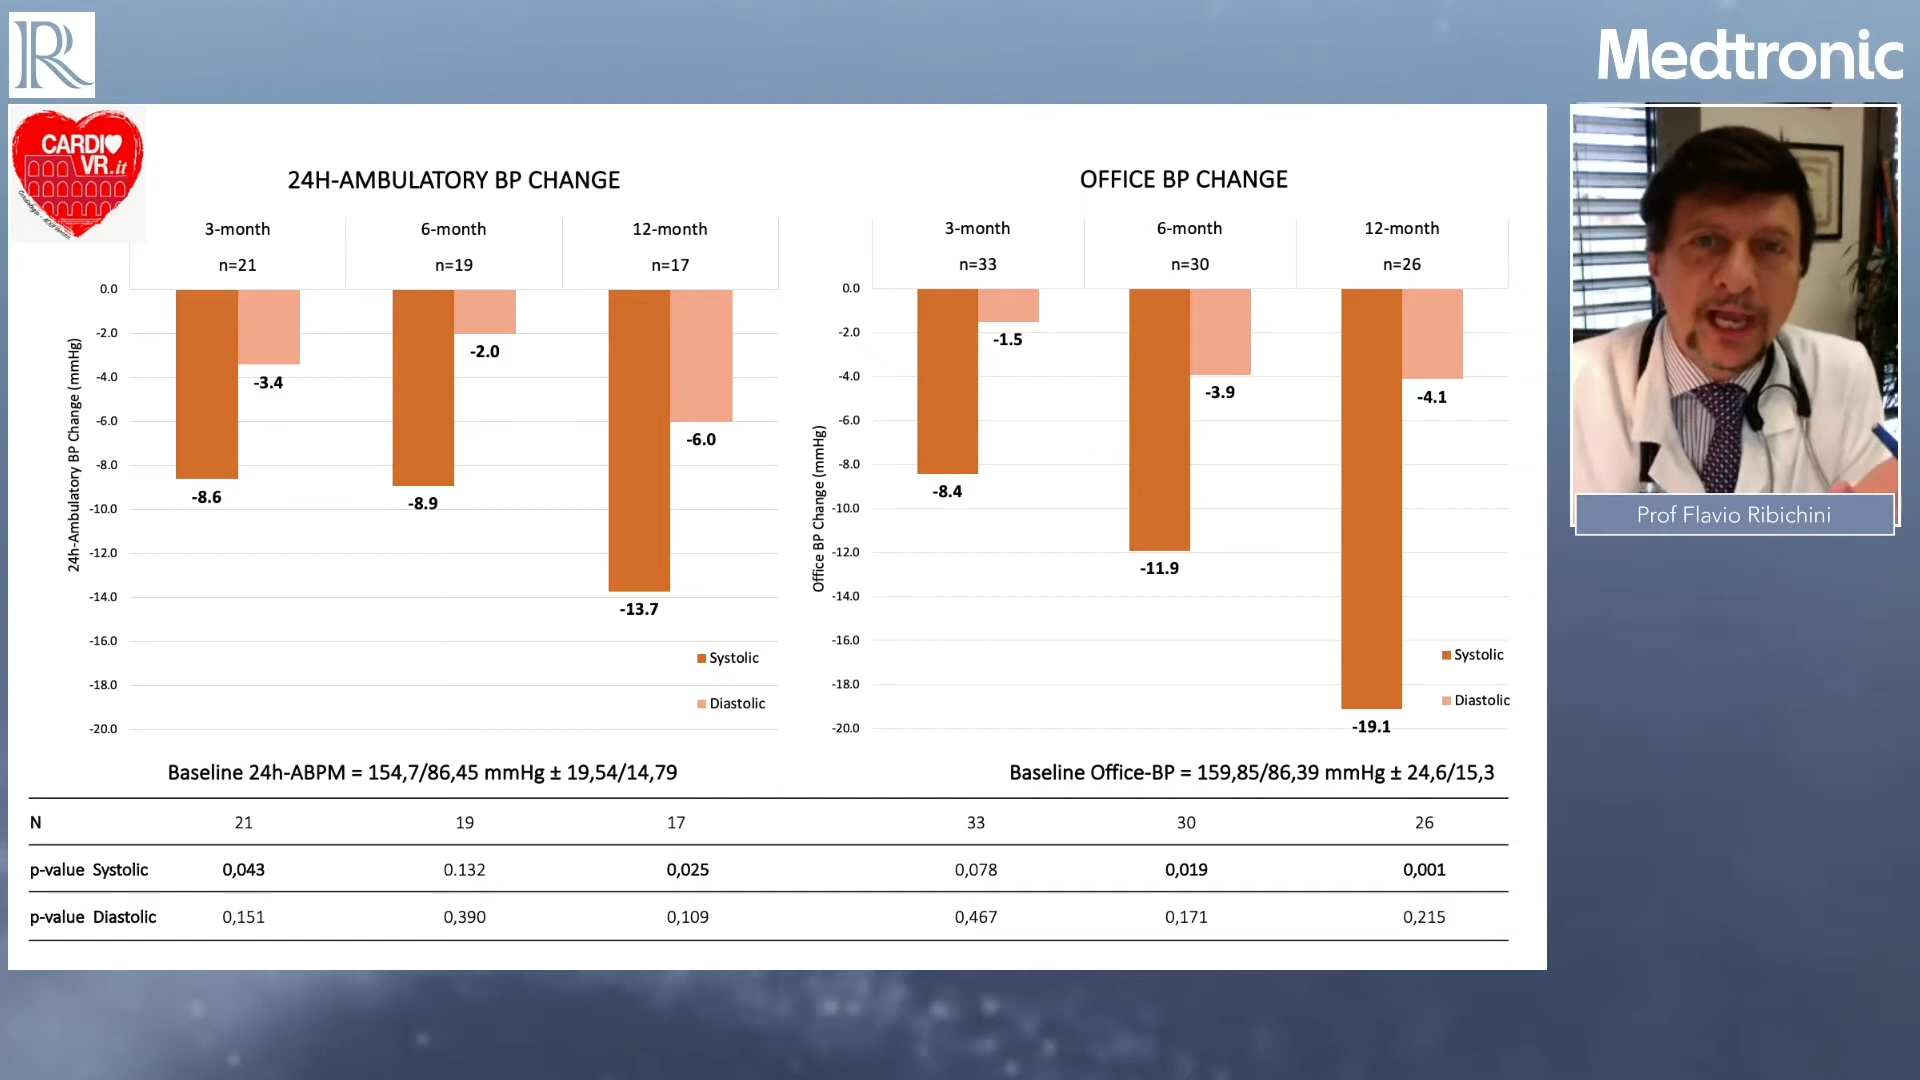 R
Medtronic
CARDI
VR.it
24H-AMBULATORY BP CHANGE
3-month
6-month
12-month
n=21
n=19
n=17
24h-Ambulatory BP Change (mmHg)
0.0
-2.0
-4.0
-6.0
-8.0
-10.0
-12.0
-14.0
-16.0
-18.0
-20.0
-8.6
-3.4
-8.9
-2.0
-13.7
-6.0
Systolic
Diastolic
Baseline 24h-ABPM = 154,7/86,45 mmHg ± 19,54/14,79
OFFICE BP CHANGE
3-month
6-month
12-month
n=33
n=30
n=26
Office BP Change (mmHg)
0.0
-2.0
-4.0
-6.0
-8.0
-10.0
-12.0
-14.0
-16.0
-18.0
-20.0
-8.4
-1.5
-11.9
-3.9
-19.1
-4.1
Systolic
Diastolic
Baseline Office-BP = 159,85/86,39 mmHg ± 24,6/15,3
N 21 19 17 33 30 26
p-value Systolic 0,043 0.132 0,025 0,078 0,019 0,001
p-value Diastolic 0,151 0,390 0,109 0,467 0,171 0,215
Prof Flavio Ribichini